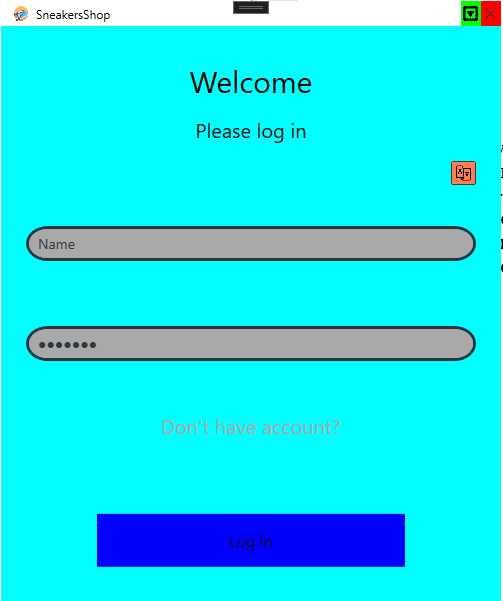 SneakersShop
Welcome
Please log in
Name
•••••••
Don't have account?
Log in